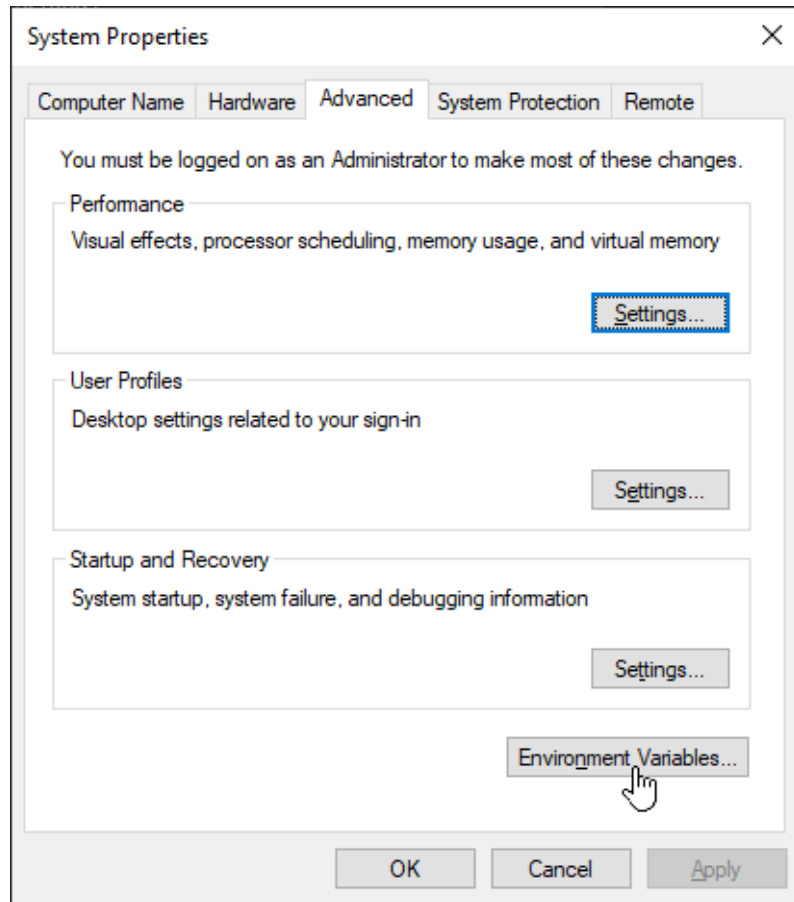 System Properties
Computer Name Hardware Advanced System Protection Remote
You must be logged on as an Administrator to make most of these changes.
Performance
Visual effects, processor scheduling, memory usage, and virtual memory
Settings...
User Profiles
Desktop settings related to your sign-in
Settings...
Startup and Recovery
System startup, system failure, and debugging information
Settings...
Environment Variables...
OK Cancel Apply